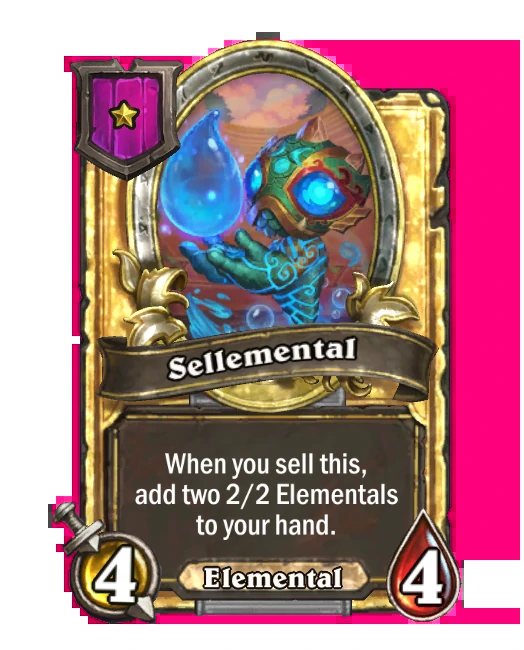 Sellemental
When you sell this,
add two 2/2 Elementals
to your hand.
4
Elemental
4